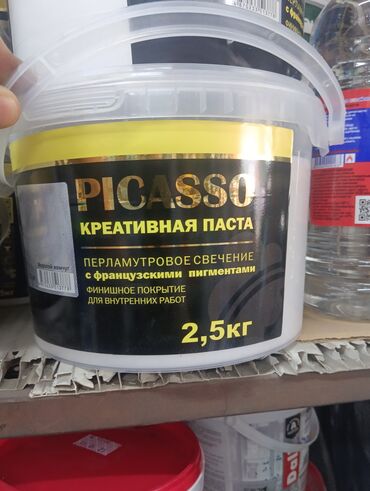 PICASSO
КРЕАТИВНАЯ ПАСТА
ПЕРЛАМУТРОВОЕ СВЕЧЕНИЕ
с французскими пигментами
ФИНИШНОЕ ПОКРЫТИЕ
ДЛЯ ВНУТРЕННИХ РАБОТ
2,5кг